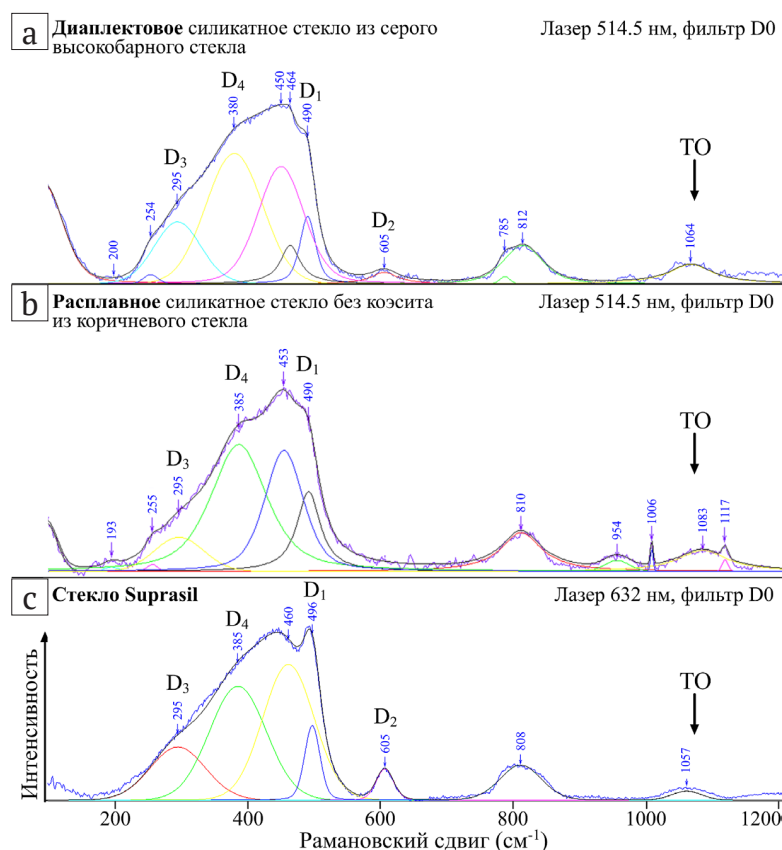 a Диаплектовое силикатное стекло из серого
высокобарного стекла
Лазер 514.5 нм, фильтр D0
D3
D4
D1
D2
TO
200
254
295
380
450
464
490
605
785
812
1064
b Расплавное силикатное стекло без коэсита
из коричневого стекла
Лазер 514.5 нм, фильтр D0
D3
D4
D1
TO
193
255
295
385
453
490
810
954
1006
1083
1117
c Стекло Suprasil
Лазер 632 нм, фильтр D0
D3
D4
D1
D2
TO
295
385
460
496
605
808
1057
Интенсивность
200 400 600 800 1000 1200
Рамановский сдвиг (см-1)